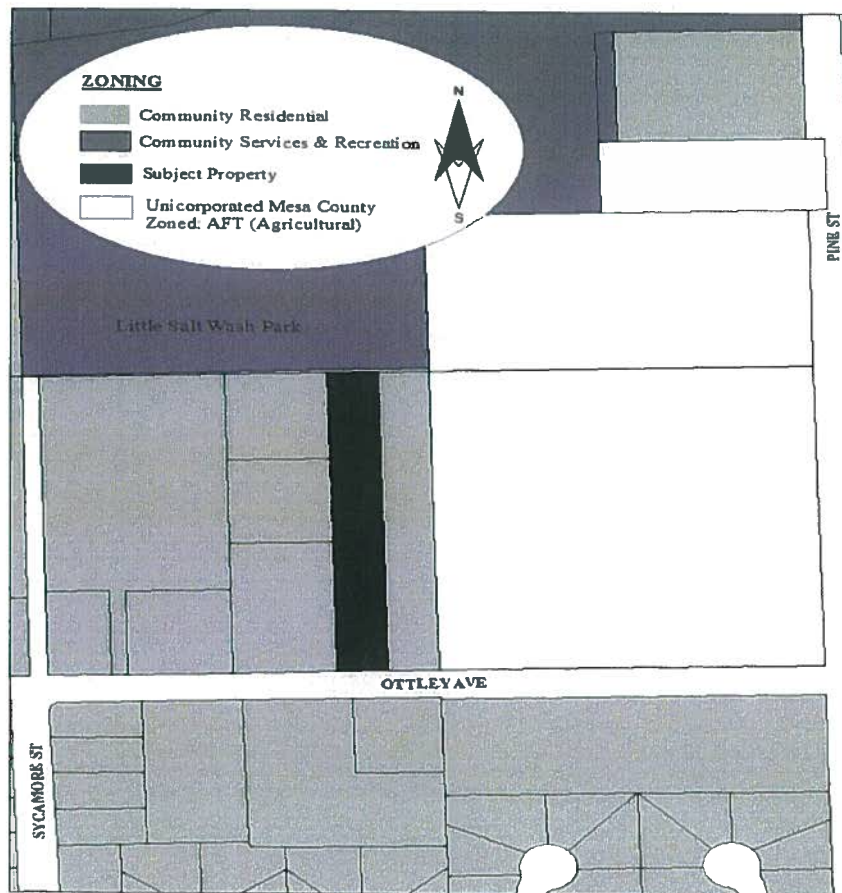 ZONING
Community Residential
Community Services & Recreation
Subject Property
Unicorporated Mesa County
Zoned: AFT (Agricultural)
N
S
PINE ST
Little Salt Wash Park
OTTLEY AVE
SYCAMORE ST